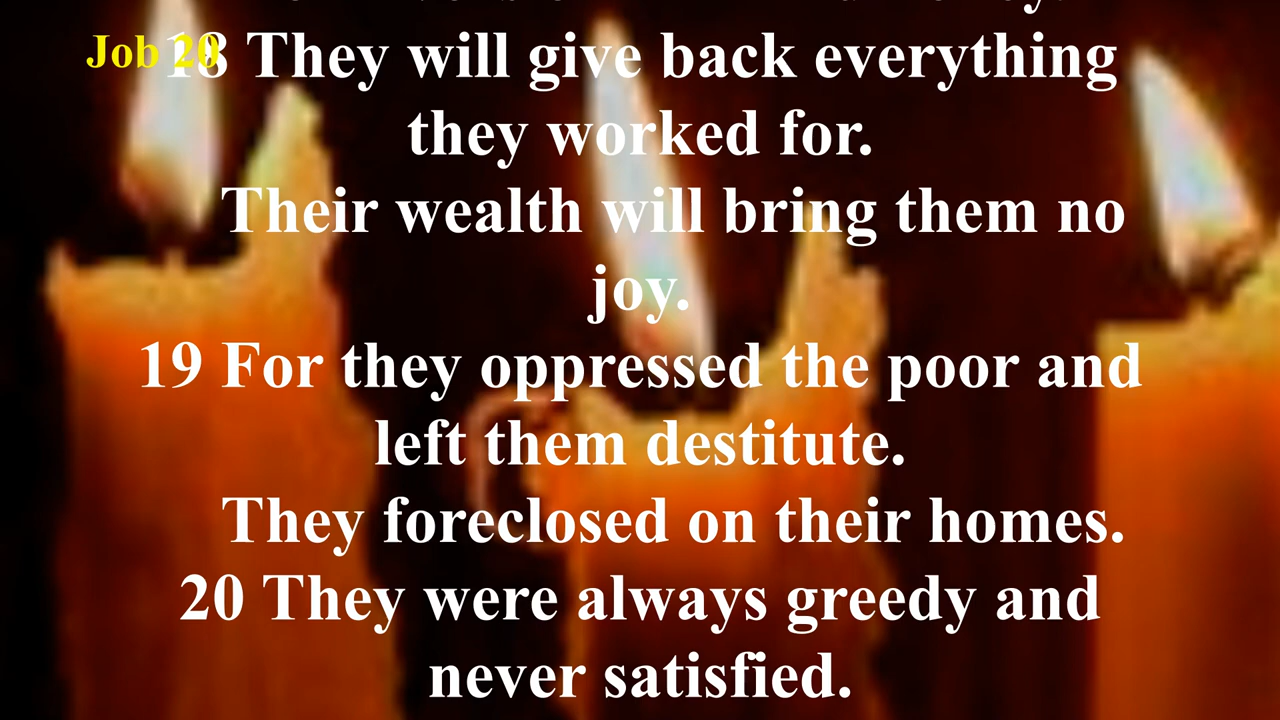 Job 20
18 They will give back everything
they worked for.
Their wealth will bring them no
joy.
19 For they oppressed the poor and
left them destitute.
They foreclosed on their homes.
20 They were always greedy and
never satisfied.